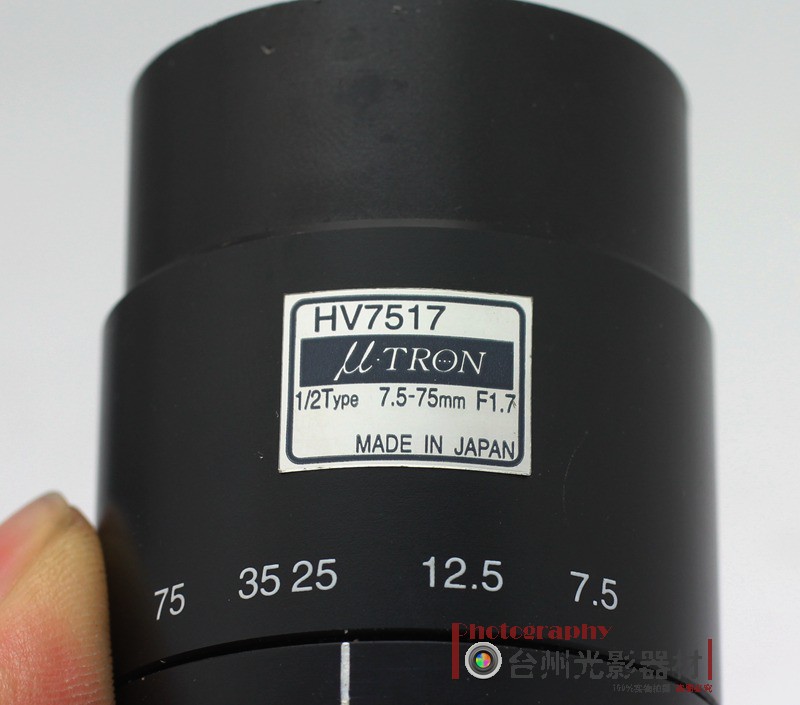 HV7517
μ·TRON
1/2Type 7.5-75mm F1.7
MADE IN JAPAN
75 35 25 12.5 7.5
Photography
台州光影器材